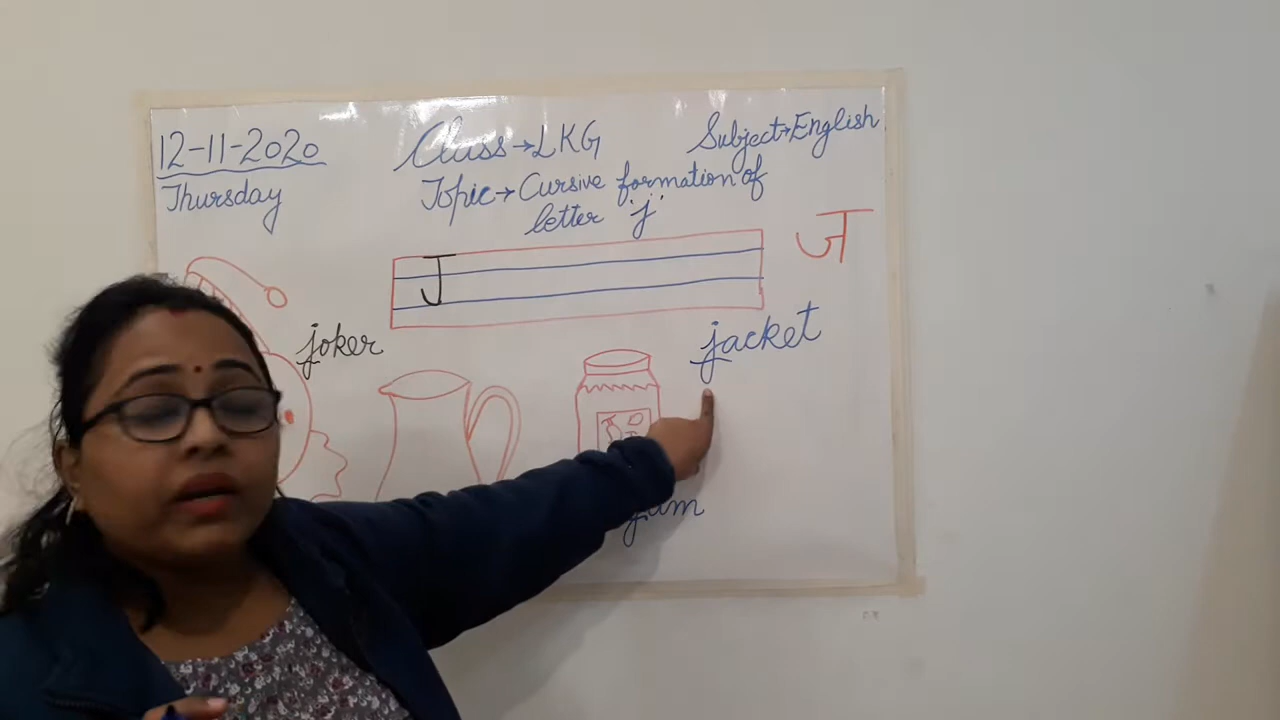 12-11-2020
Thursday
Class→LKG
Subject→English
Topic→Cursive formation of
letter 'j'
J
ज
joker
jacket
jam